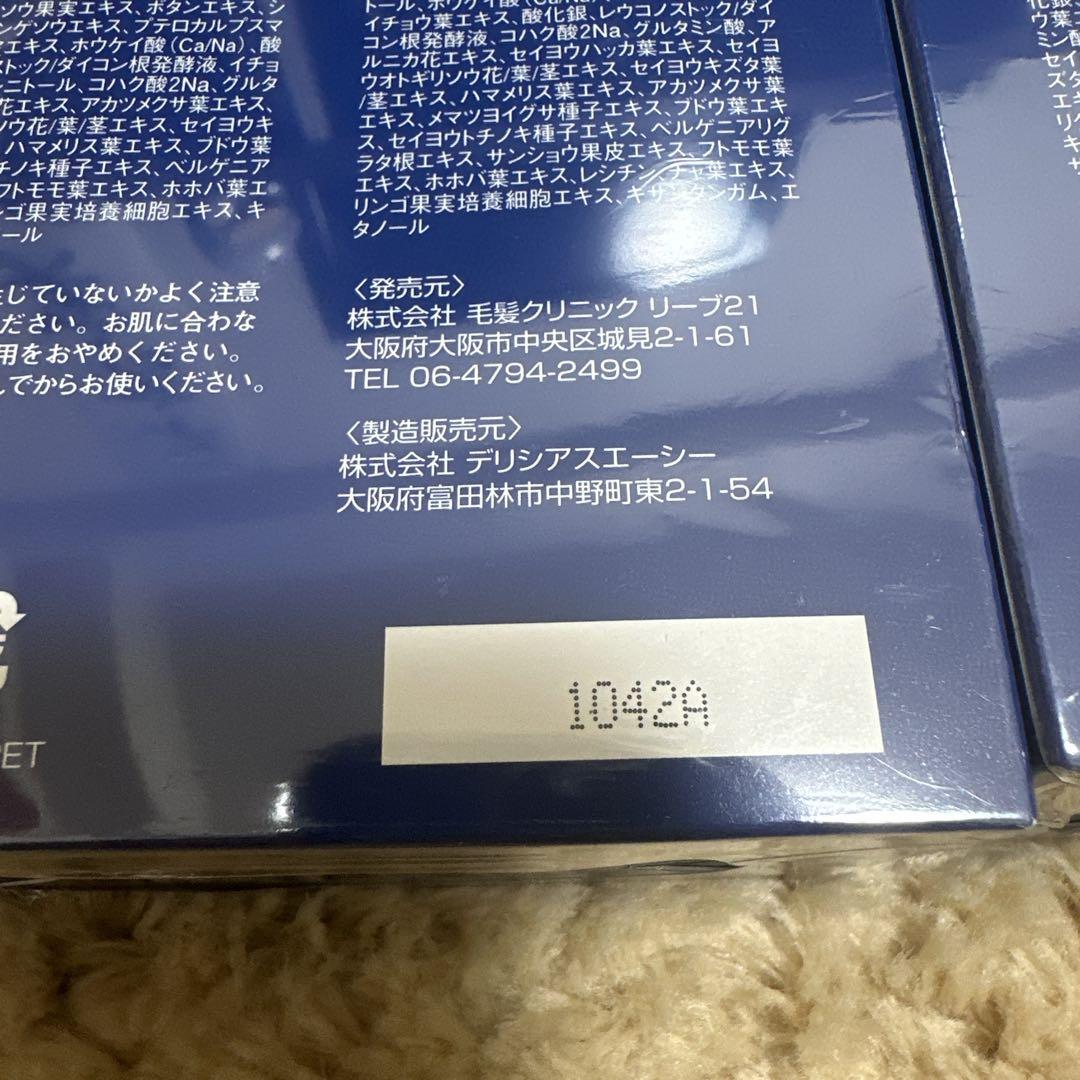 ソウ果実エキス、ボタンエキス、シ
ンゲソウエキス、プテロカルプスマ
エキス、ホウケイ酸(Ca/Na)、酸
ストック/ダイコン根発酵液、イチョ
ニトール、コハク酸2Na、グルタ
花エキス、アカツメクサ葉エキス、
ソウ花/葉/茎エキス、セイヨウキ
ハマメリス葉エキス、ブドウ葉
チノキ種子エキス、ベルゲニア
フトモモ葉エキス、ホホバ葉エ
ンゴ果実培養細胞エキス、キ
ール
生じていないかよく注意
ださい。お肌に合わな
用をおやめください。
でからお使いください。
PET
トール、ホウケイ酸(Ca/Na)
イチョウ葉エキス、酸化銀、レウコノストック/ダイ
コン根発酵液、コハク酸2Na、グルタミン酸、ア
ルニカ花エキス、セイヨウハッカ葉エキス、セイヨ
ウオトギリソウ花/葉/茎エキス、セイヨウキズタ葉
/茎エキス、ハマメリス葉エキス、アカツメクサ葉エ
キス、メマツヨイグサ種子エキス、ブドウ葉エキ
ス、セイヨウトチノキ種子エキス、ベルゲニアリグ
ラタ根エキス、サンショウ果皮エキス、フトモモ葉
エキス、ホホバ葉エキス、レシチン、チャ葉エキス、
リンゴ果実培養細胞エキス、キサンタンガム、エ
タノール
〈発売元〉
株式会社 毛髪クリニック リーブ21
大阪府大阪市中央区城見2-1-61
TEL 06-4794-2499
〈製造販売元〉
株式会社 デリシアスエーシー
大阪府富田林市中野町東2-1-54
1042A